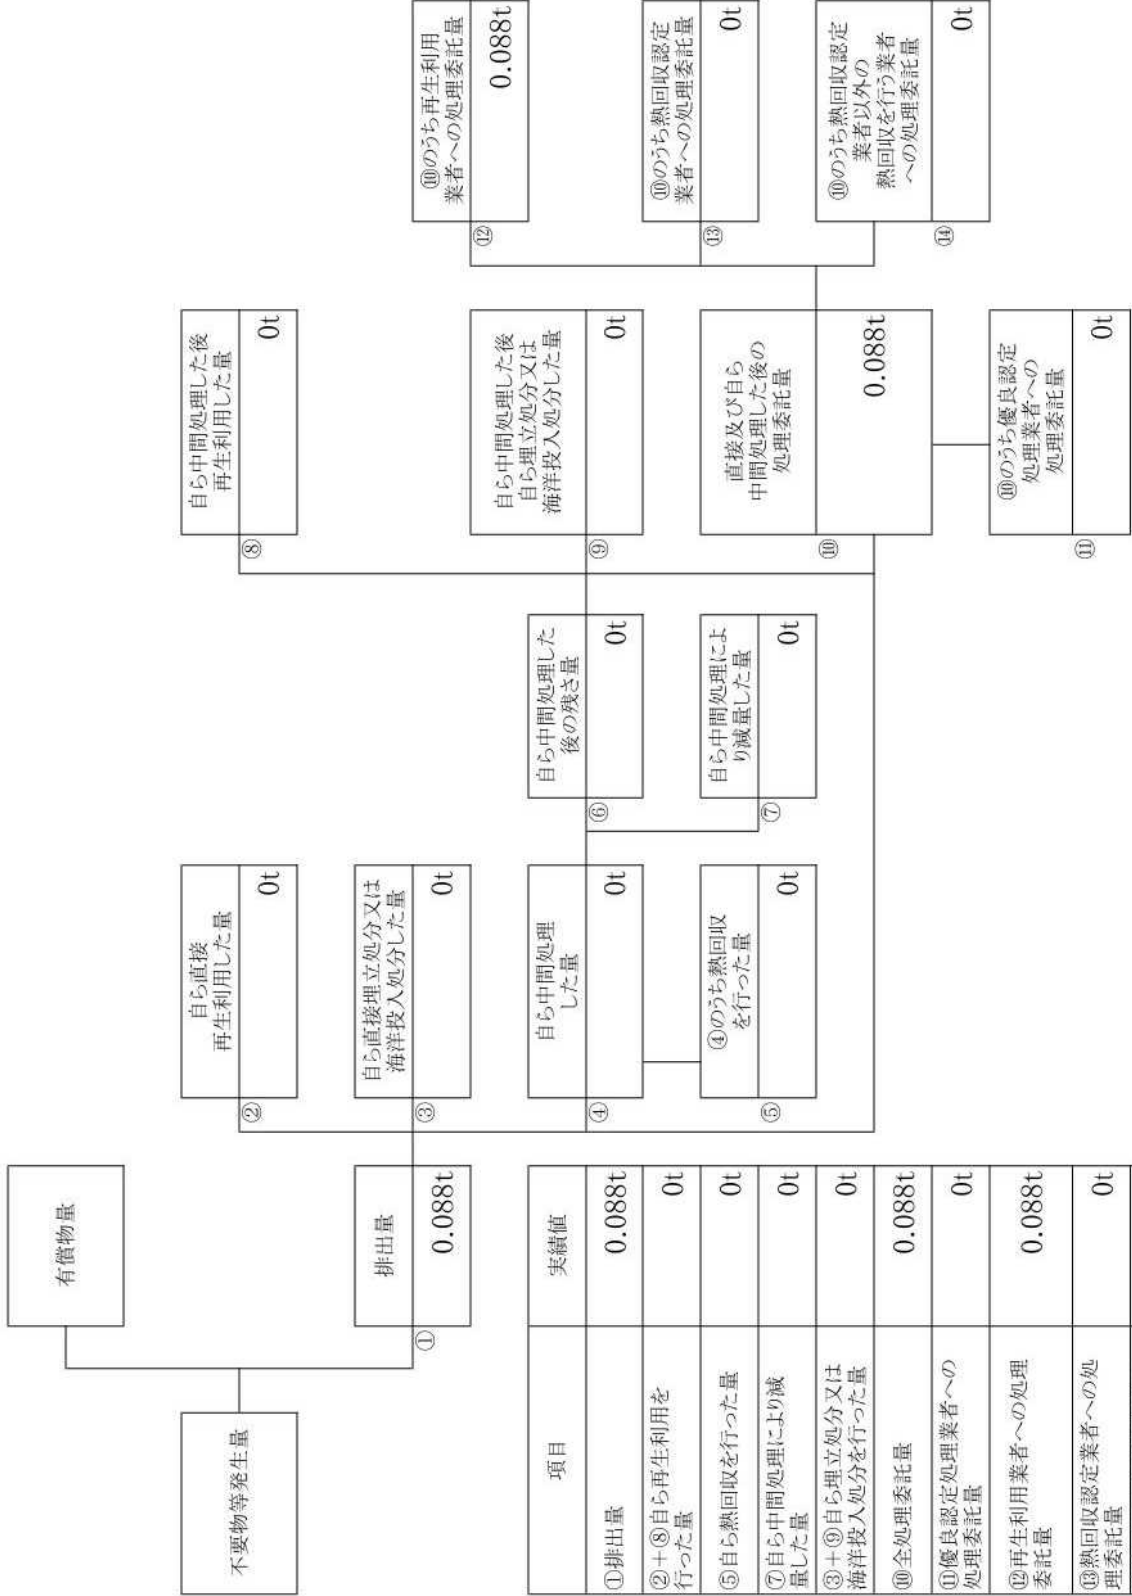 有償物量
不要物等発生量
排出量
①
0.088t
自ら直接
再生利用した量
②
0t
自ら直接埋立処分又は
海洋投入処分した量
③
0t
自ら中間処理
した量
④
0t
④のうち熱回収
を行った量
⑤
0t
自ら中間処理した
後の残さ量
⑥
0t
自ら中間処理によ
り減量した量
⑦
0t
自ら中間処理した後
再生利用した量
⑧
0t
自ら中間処理した後
自ら埋立処分又は
海洋投入処分した量
⑨
0t
直接及び自ら
中間処理した後の
処理委託量
⑩
0.088t
⑩のうち優良認定
処理業者への
処理委託量
⑪
0t
⑩のうち再生利用
業者への処理委託量
⑫
0.088t
⑩のうち熱回収認定
業者への処理委託量
⑬
0t
⑩のうち熱回収認定
業者以外の
熱回収を行う業者
への処理委託量
⑭
0t
項目 実績値
①排出量 0.088t
②＋⑧自ら再生利用を
行った量 0t
⑤自ら熱回収を行った量 0t
⑦自ら中間処理により減
量した量 0t
③＋⑨自ら埋立処分又は
海洋投入処分を行った量 0t
⑩全処理委託量 0.088t
⑪優良認定処理業者への
処理委託量 0t
⑫再生利用業者への処理
委託量 0.088t
⑬熱回収認定業者への処
理委託量 0t